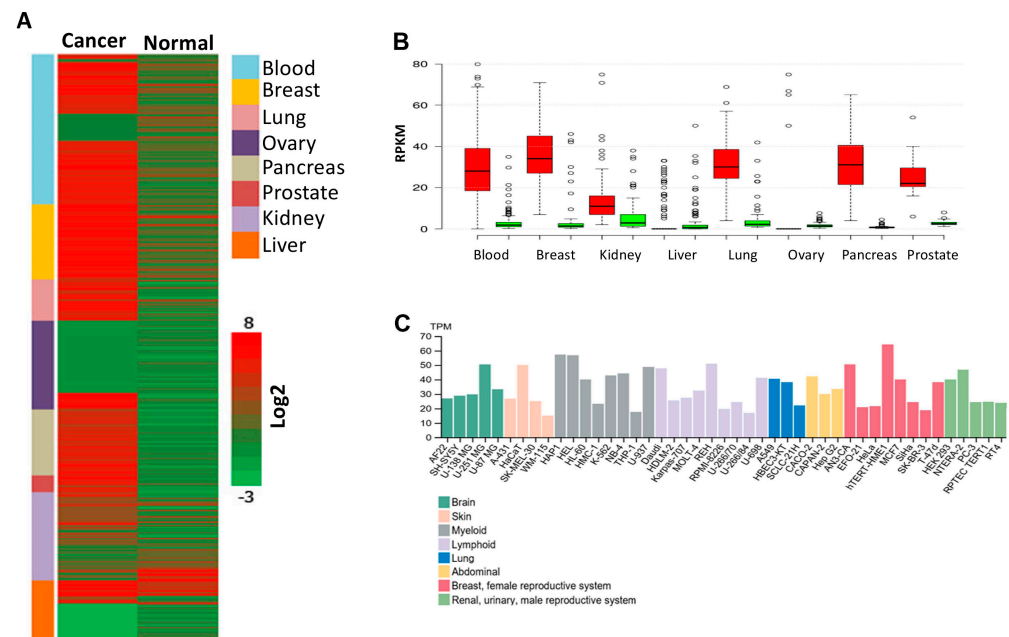 A
Cancer Normal
Blood
Breast
Lung
Ovary
Pancreas
Prostate
Kidney
Liver
8
Log2
-3
B
RPKM
80
60
40
20
0
Blood Breast Kidney Liver Lung Ovary Pancreas Prostate
C
TPM
70
60
50
40
30
20
10
0
AF22 SH-SY5Y U-138 MG U-251 MG U-87 MG A-431 HaCaT SK-MEL-30 WM-115 HAP1 HEL HL-60 HMC-1 K-562 NB-4 THP-1 U-937 Daudi HDLM-2 Karpas-707 MOLT-4 REH RPMI-8226 U-266/70 U-266/84 U-698 A549 HBEC3-KT SCLC-21H CACO-2 CAPAN-2 Hep G2 AN3-CA EFO-21 HeLa hTERT-HME1 MCF7 SiHa SK-BR-3 T-47d HEK 293 NTERA-2 PC-3 RPTEC TERT1 RT4
Brain
Skin
Myeloid
Lymphoid
Lung
Abdominal
Breast, female reproductive system
Renal, urinary, male reproductive system